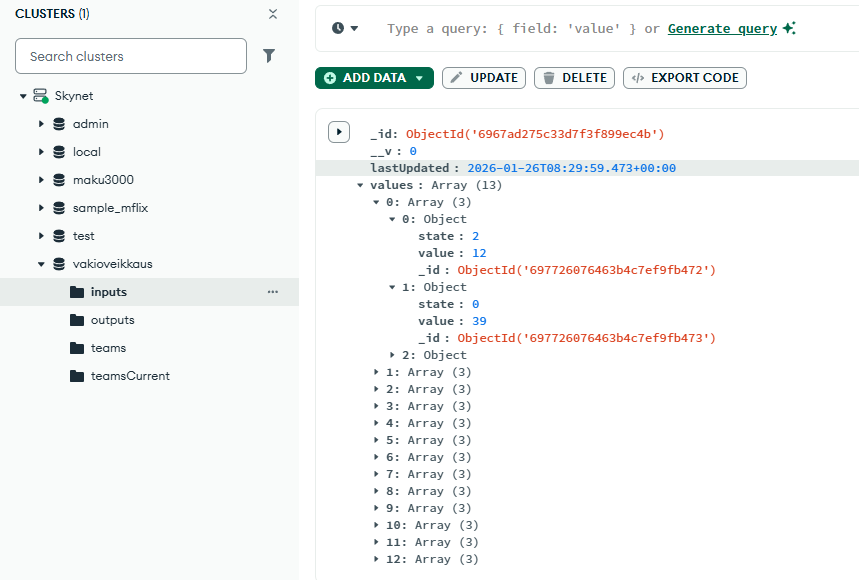 CLUSTERS (1)
Search clusters
Skynet
admin
local
maku3000
sample_mflix
test
vakioveikkaus
inputs
outputs
teams
teamsCurrent
Type a query: { field: 'value' } or Generate query
ADD DATA
UPDATE
DELETE
EXPORT CODE
_id: ObjectId('6967ad275c33d7f3f899ec4b')
__v : 0
lastUpdated : 2026-01-26T08:29:59.473+00:00
values : Array (13)
0: Array (3)
0: Object
state : 2
value : 12
_id : ObjectId('697726076463b4c7ef9fb472')
1: Object
state : 0
value : 39
_id : ObjectId('697726076463b4c7ef9fb473')
2: Object
1: Array (3)
2: Array (3)
3: Array (3)
4: Array (3)
5: Array (3)
6: Array (3)
7: Array (3)
8: Array (3)
9: Array (3)
10: Array (3)
11: Array (3)
12: Array (3)